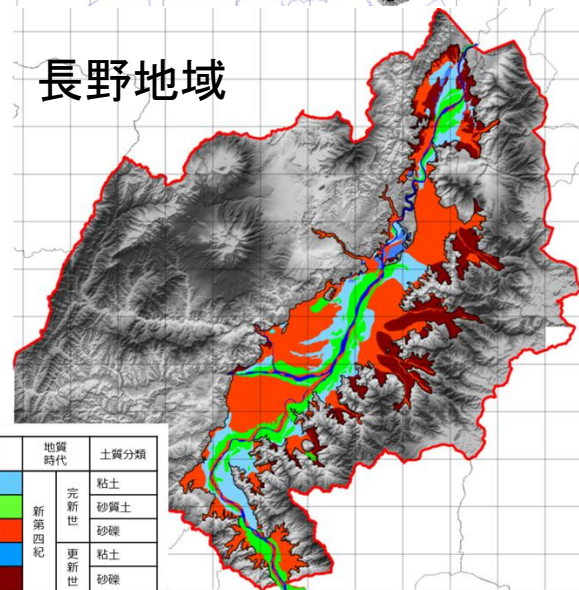 長野地域
地質時代 土質分類
新第四紀 完新世 粘土
砂質土
砂礫
更新世 粘土
砂礫